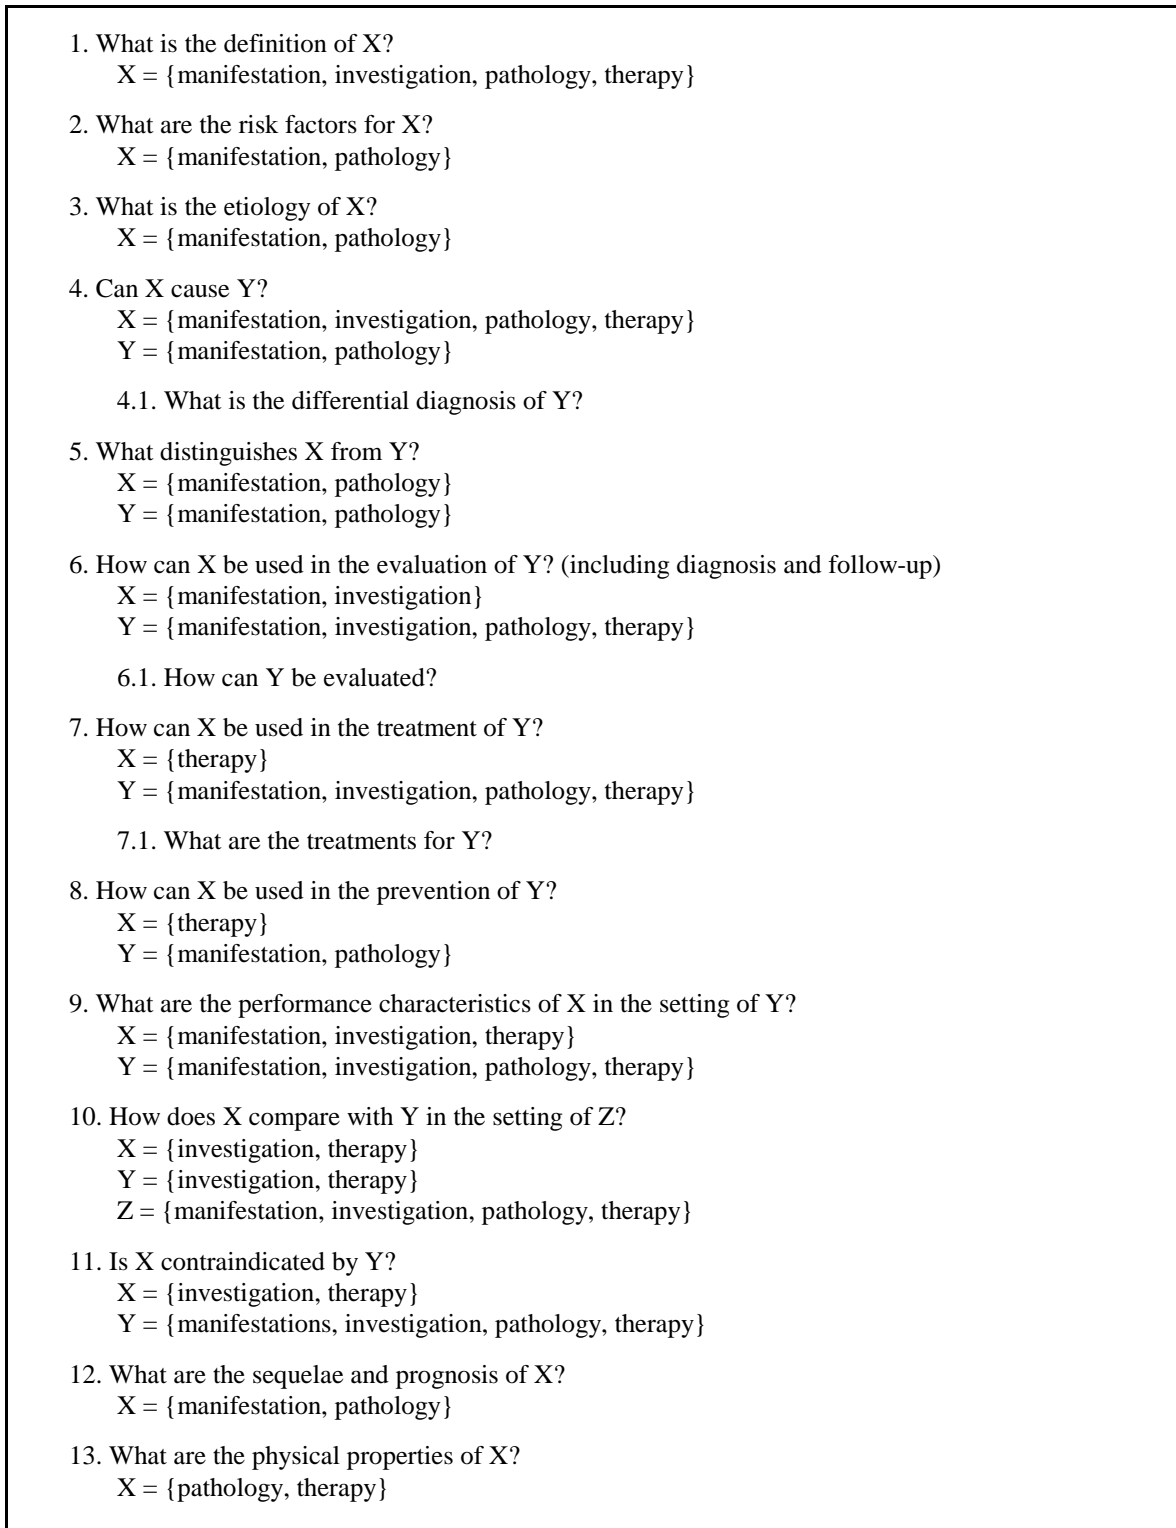 1. What is the definition of X?
X = {manifestation, investigation, pathology, therapy}
2. What are the risk factors for X?
X = {manifestation, pathology}
3. What is the etiology of X?
X = {manifestation, pathology}
4. Can X cause Y?
X = {manifestation, investigation, pathology, therapy}
Y = {manifestation, pathology}
4.1. What is the differential diagnosis of Y?
5. What distinguishes X from Y?
X = {manifestation, pathology}
Y = {manifestation, pathology}
6. How can X be used in the evaluation of Y? (including diagnosis and follow-up)
X = {manifestation, investigation}
Y = {manifestation, investigation, pathology, therapy}
6.1. How can Y be evaluated?
7. How can X be used in the treatment of Y?
X = {therapy}
Y = {manifestation, investigation, pathology, therapy}
7.1. What are the treatments for Y?
8. How can X be used in the prevention of Y?
X = {therapy}
Y = {manifestation, pathology}
9. What are the performance characteristics of X in the setting of Y?
X = {manifestation, investigation, therapy}
Y = {manifestation, investigation, pathology, therapy}
10. How does X compare with Y in the setting of Z?
X = {investigation, therapy}
Y = {investigation, therapy}
Z = {manifestation, investigation, pathology, therapy}
11. Is X contraindicated by Y?
X = {investigation, therapy}
Y = {manifestations, investigation, pathology, therapy}
12. What are the sequelae and prognosis of X?
X = {manifestation, pathology}
13. What are the physical properties of X?
X = {pathology, therapy}